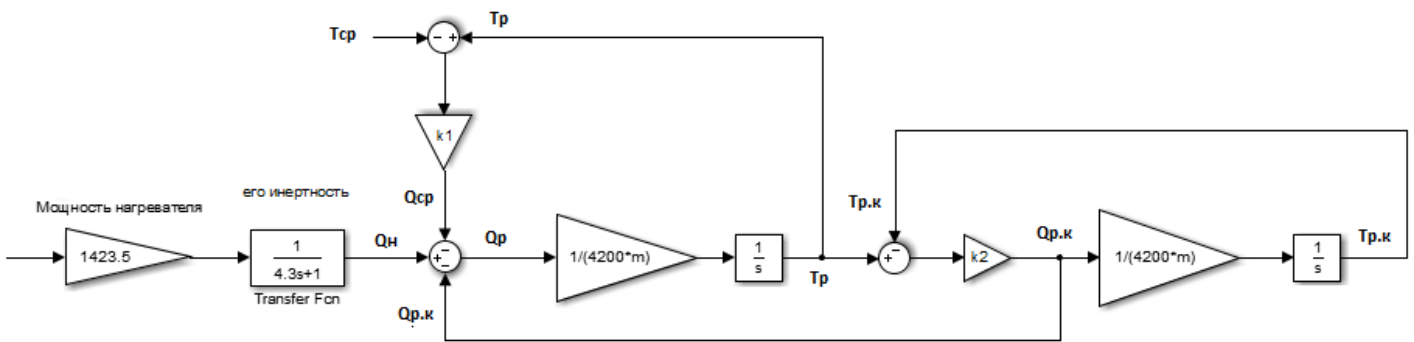 Tср
- +
Tр
k1
его инертность
Qср
Tр.к
Мощность нагревателя
1423.5
1
4.3s+1
Transfer Fcn
Qн
Qр
1/(4200*m)
1
s
Tр
+ −
k2
Qр.к
1/(4200*m)
1
s
Tр.к
Qр.к